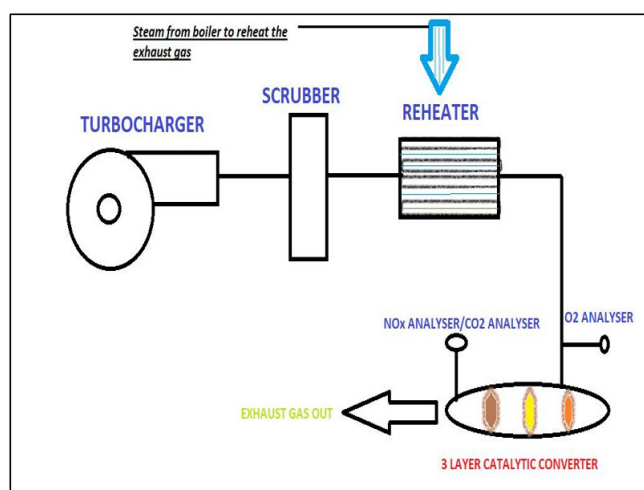 Steam from boiler to reheat the
exhaust gas
SCRUBBER
REHEATER
TURBOCHARGER
NOx ANALYSER/CO2 ANALYSER
O2 ANALYSER
EXHAUST GAS OUT
3 LAYER CATALYTIC CONVERTER